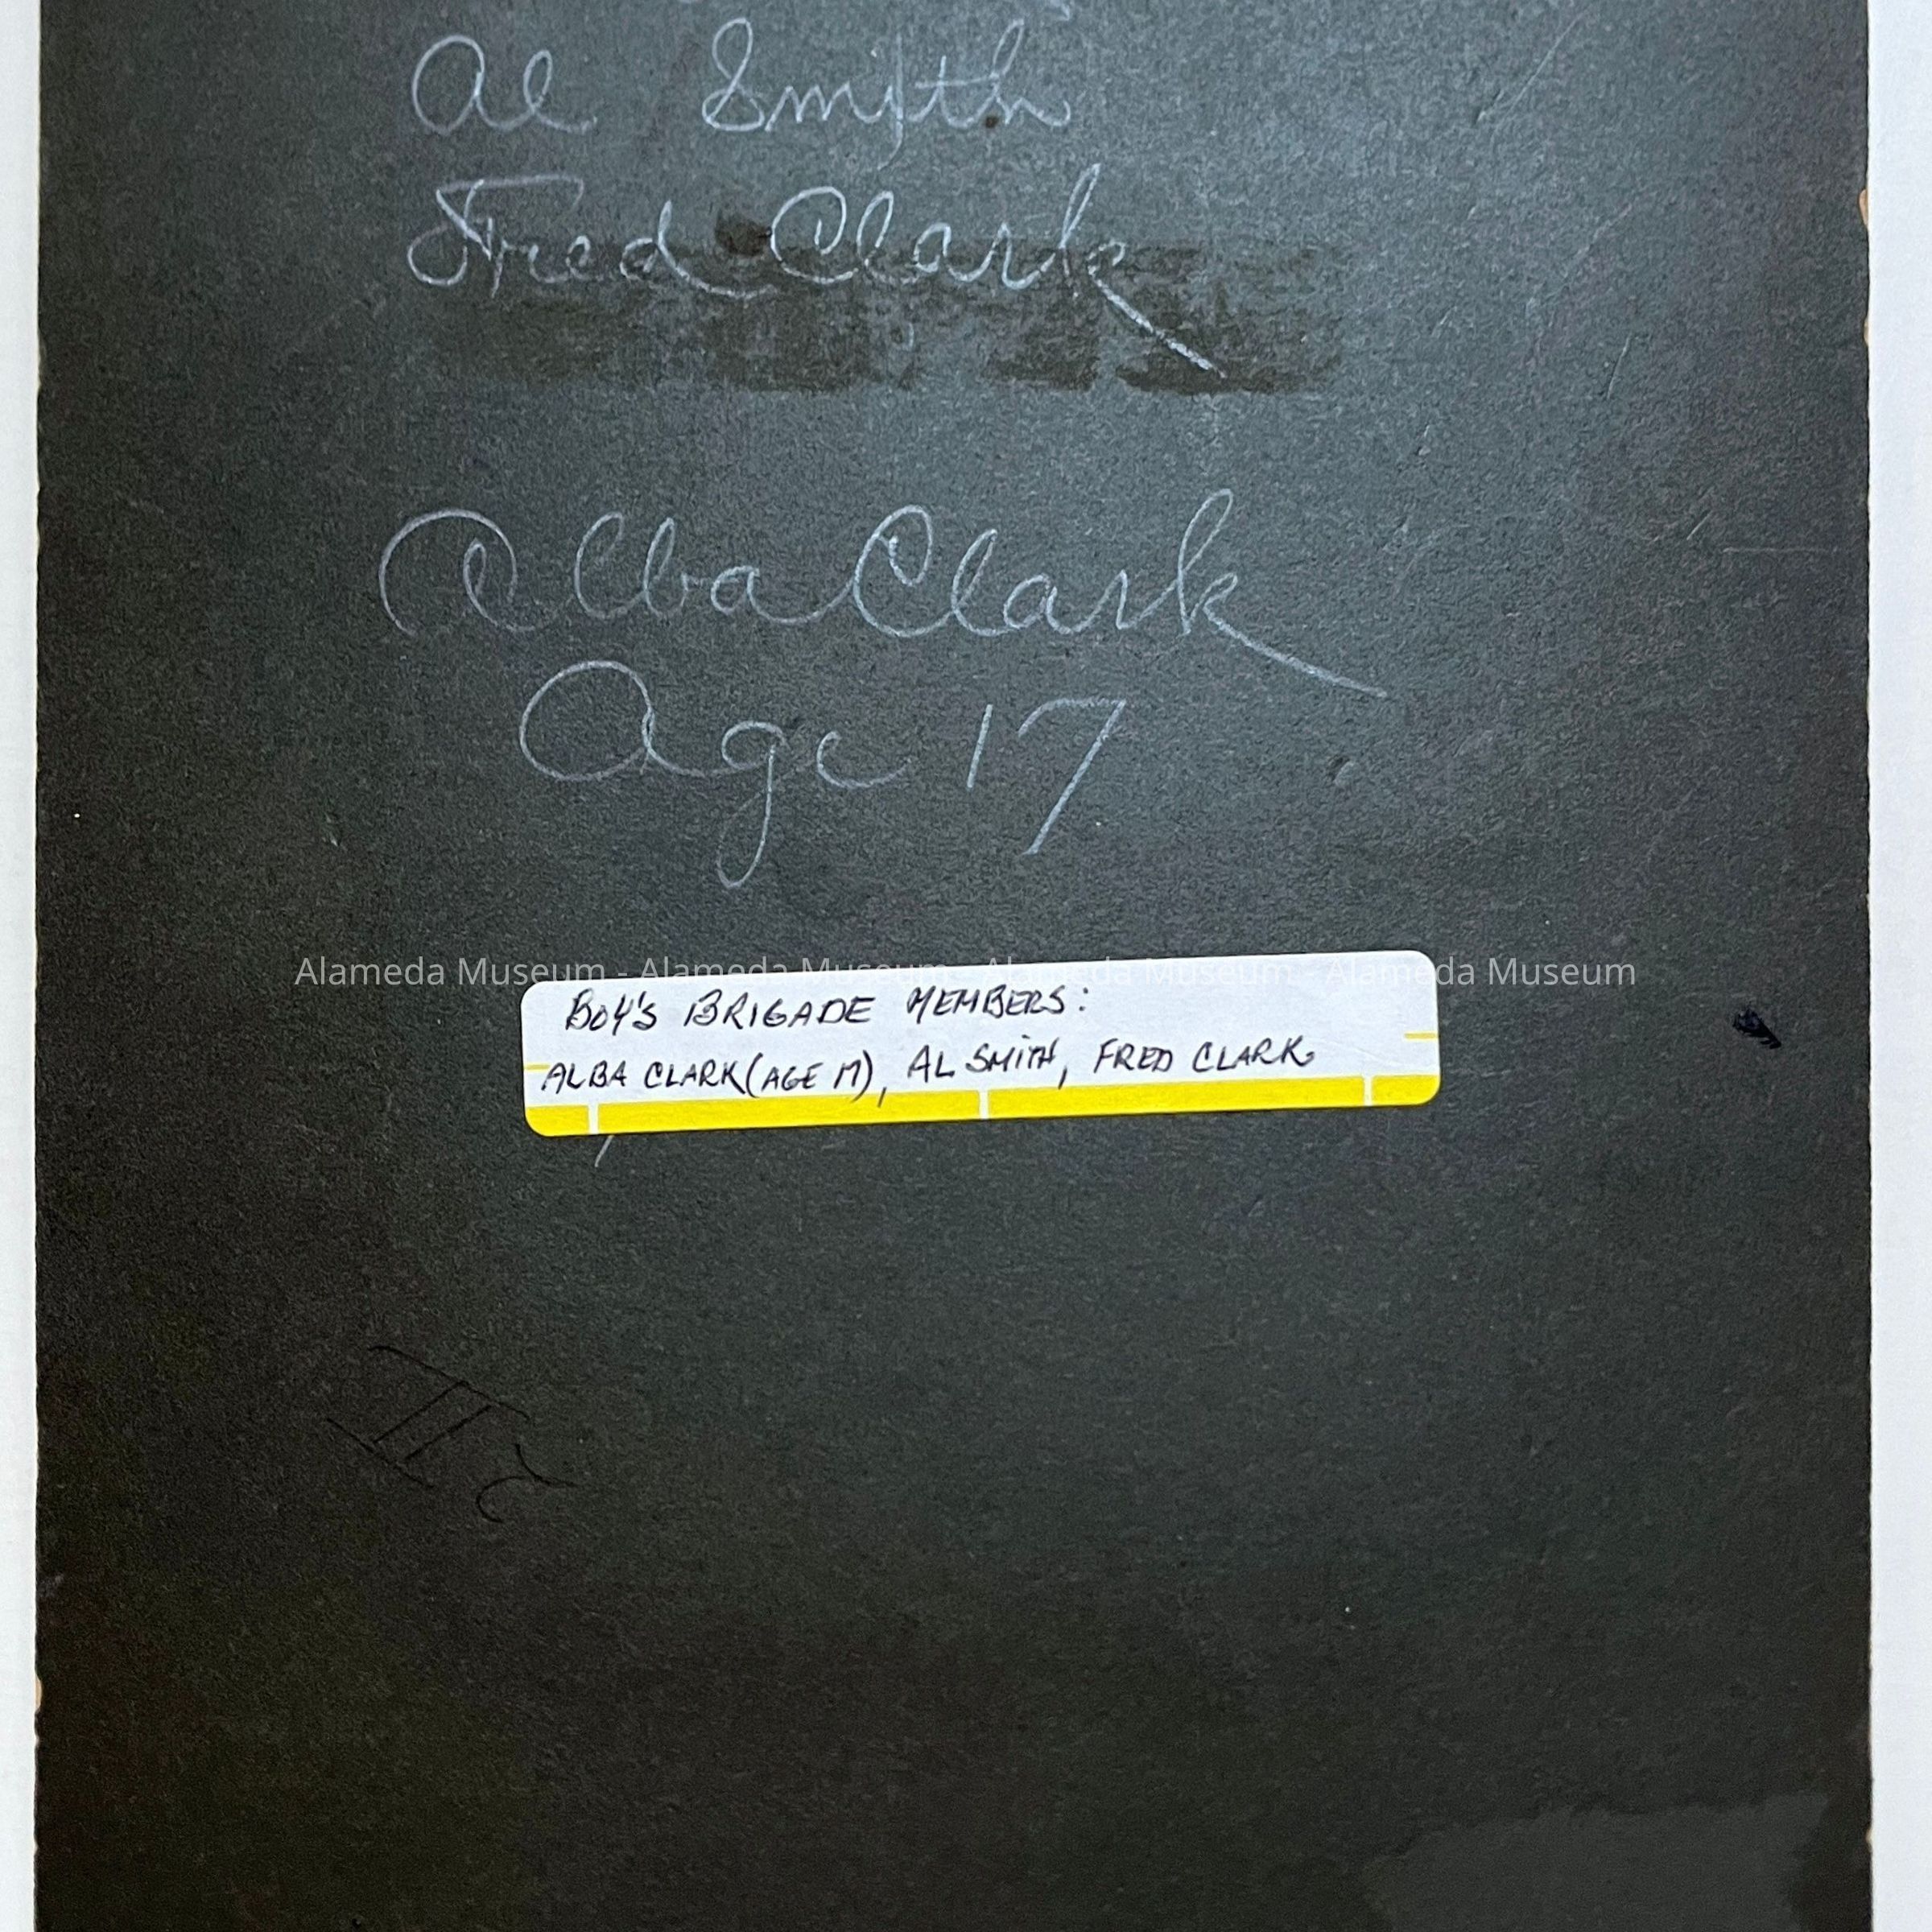 Al Smyth
Fred Clark
Alba Clark
Age 17
Alameda Museum - Alameda Museum - Alameda Museum - Alameda Museum
BOY'S BRIGADE MEMBERS:
ALBA CLARK (AGE 17), AL SMITH, FRED CLARK